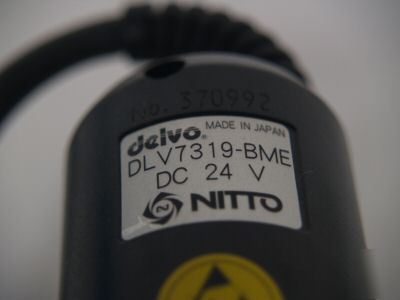 No. 370992
delvo® MADE IN JAPAN
DLV7319-BME
DC 24 V
NITTO